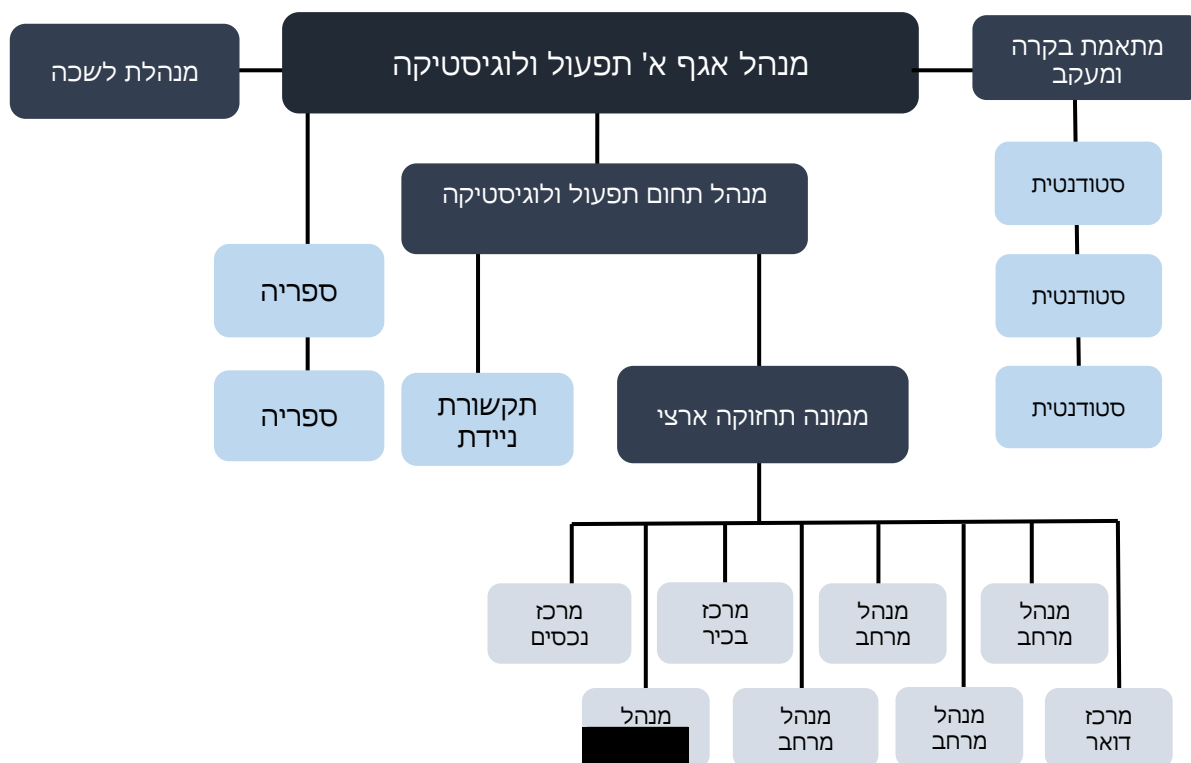 מתאמת בקרה
ומעקב
מנהל אגף א' תפעול ולוגיסטיקה
מנהלת לשכה
סטודנטית
סטודנטית
סטודנטית
מנהל תחום תפעול ולוגיסטיקה
ספריה
ספריה
תקשורת
ניידת
ממונה תחזוקה ארצי
מנהל
מרחב
מנהל
מרחב
מרכז
בכיר
מרכז
נכסים
מרכז
דואר
מנהל
מרחב
מנהל
מרחב
מנהל